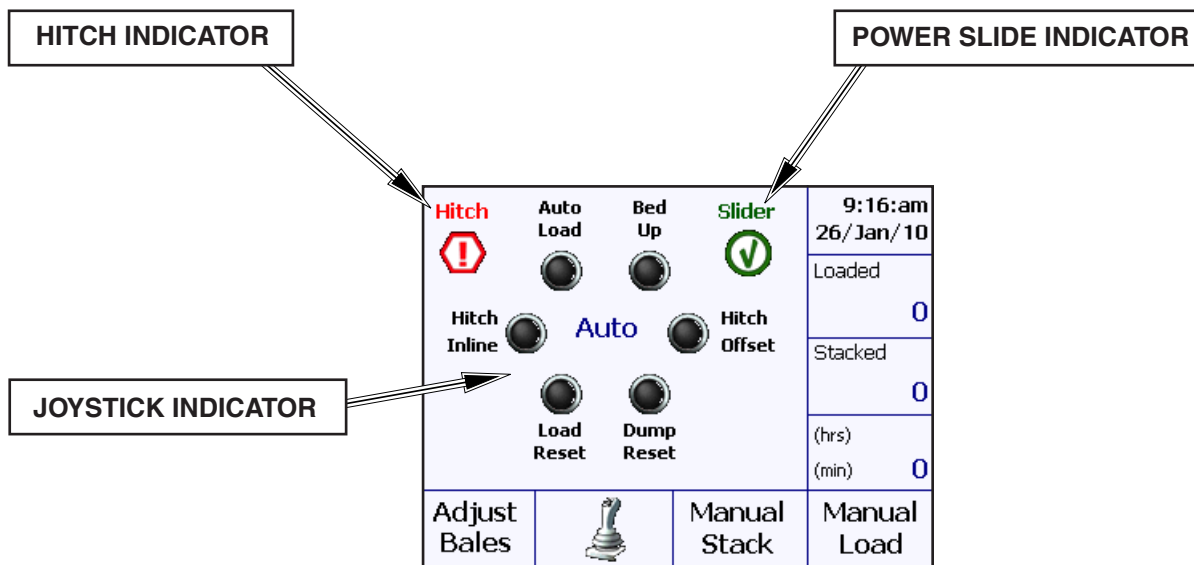 HITCH INDICATOR
POWER SLIDE INDICATOR
Hitch
Auto
Load
Bed
Up
Slider
9:16:am
26/Jan/10
Loaded
0
Hitch
Inline
Auto
Hitch
Offset
Stacked
0
JOYSTICK INDICATOR
Load
Reset
Dump
Reset
(hrs)
(min) 0
Adjust
Bales
Manual
Stack
Manual
Load